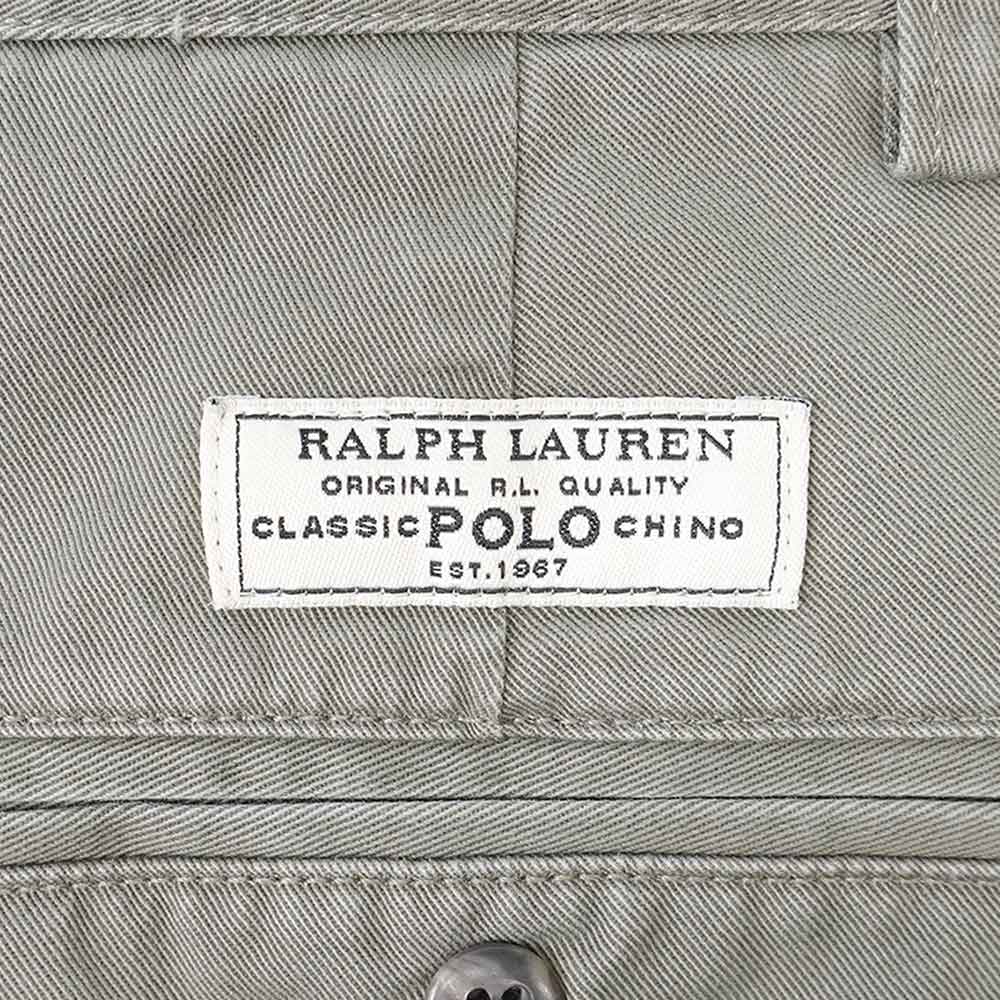 RALPH LAUREN
ORIGINAL R.L. QUALITY
CLASSIC POLO CHINO
EST.1967